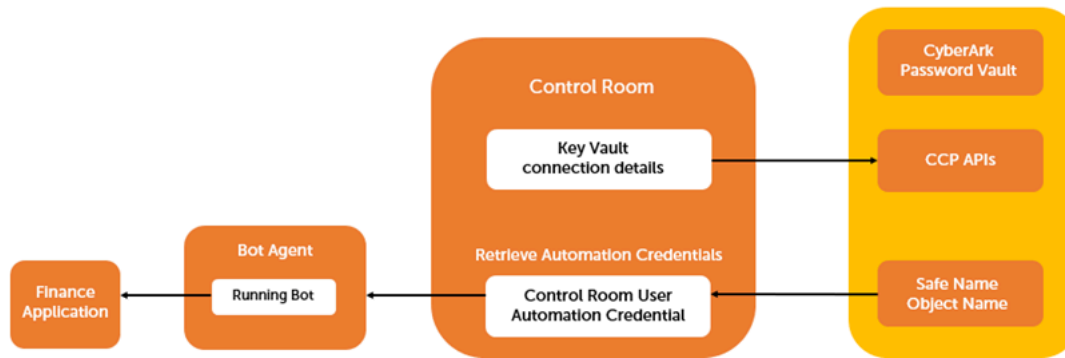 CyberArk
Password Vault
Control Room
Key Vault
connection details
CCP APIs
Bot Agent
Retrieve Automation Credentials
Finance
Application
Running Bot
Control Room User
Automation Credential
Safe Name
Object Name